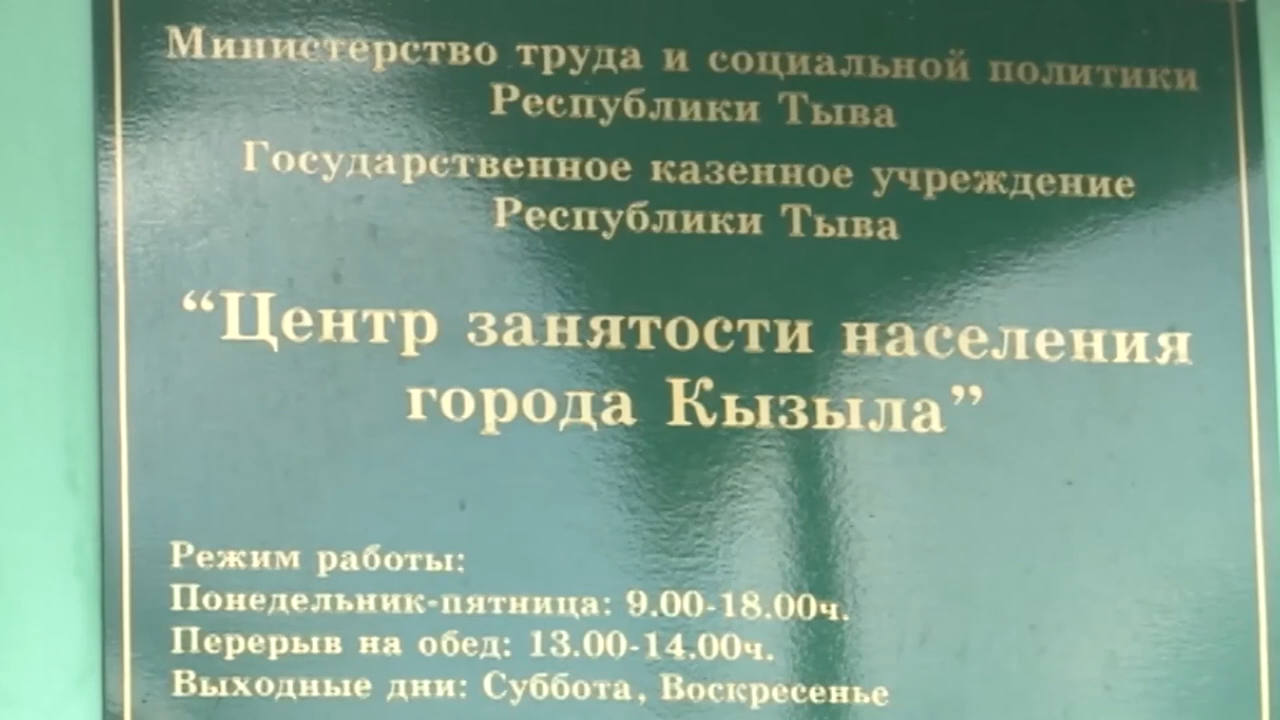 Министерство труда и социальной политики
Республики Тыва
Государственное казенное учреждение
Республики Тыва
“Центр занятости населения
города Кызыла”
Режим работы:
Понедельник-пятница: 9.00-18.00ч.
Перерыв на обед: 13.00-14.00ч.
Выходные дни: Суббота, Воскресенье